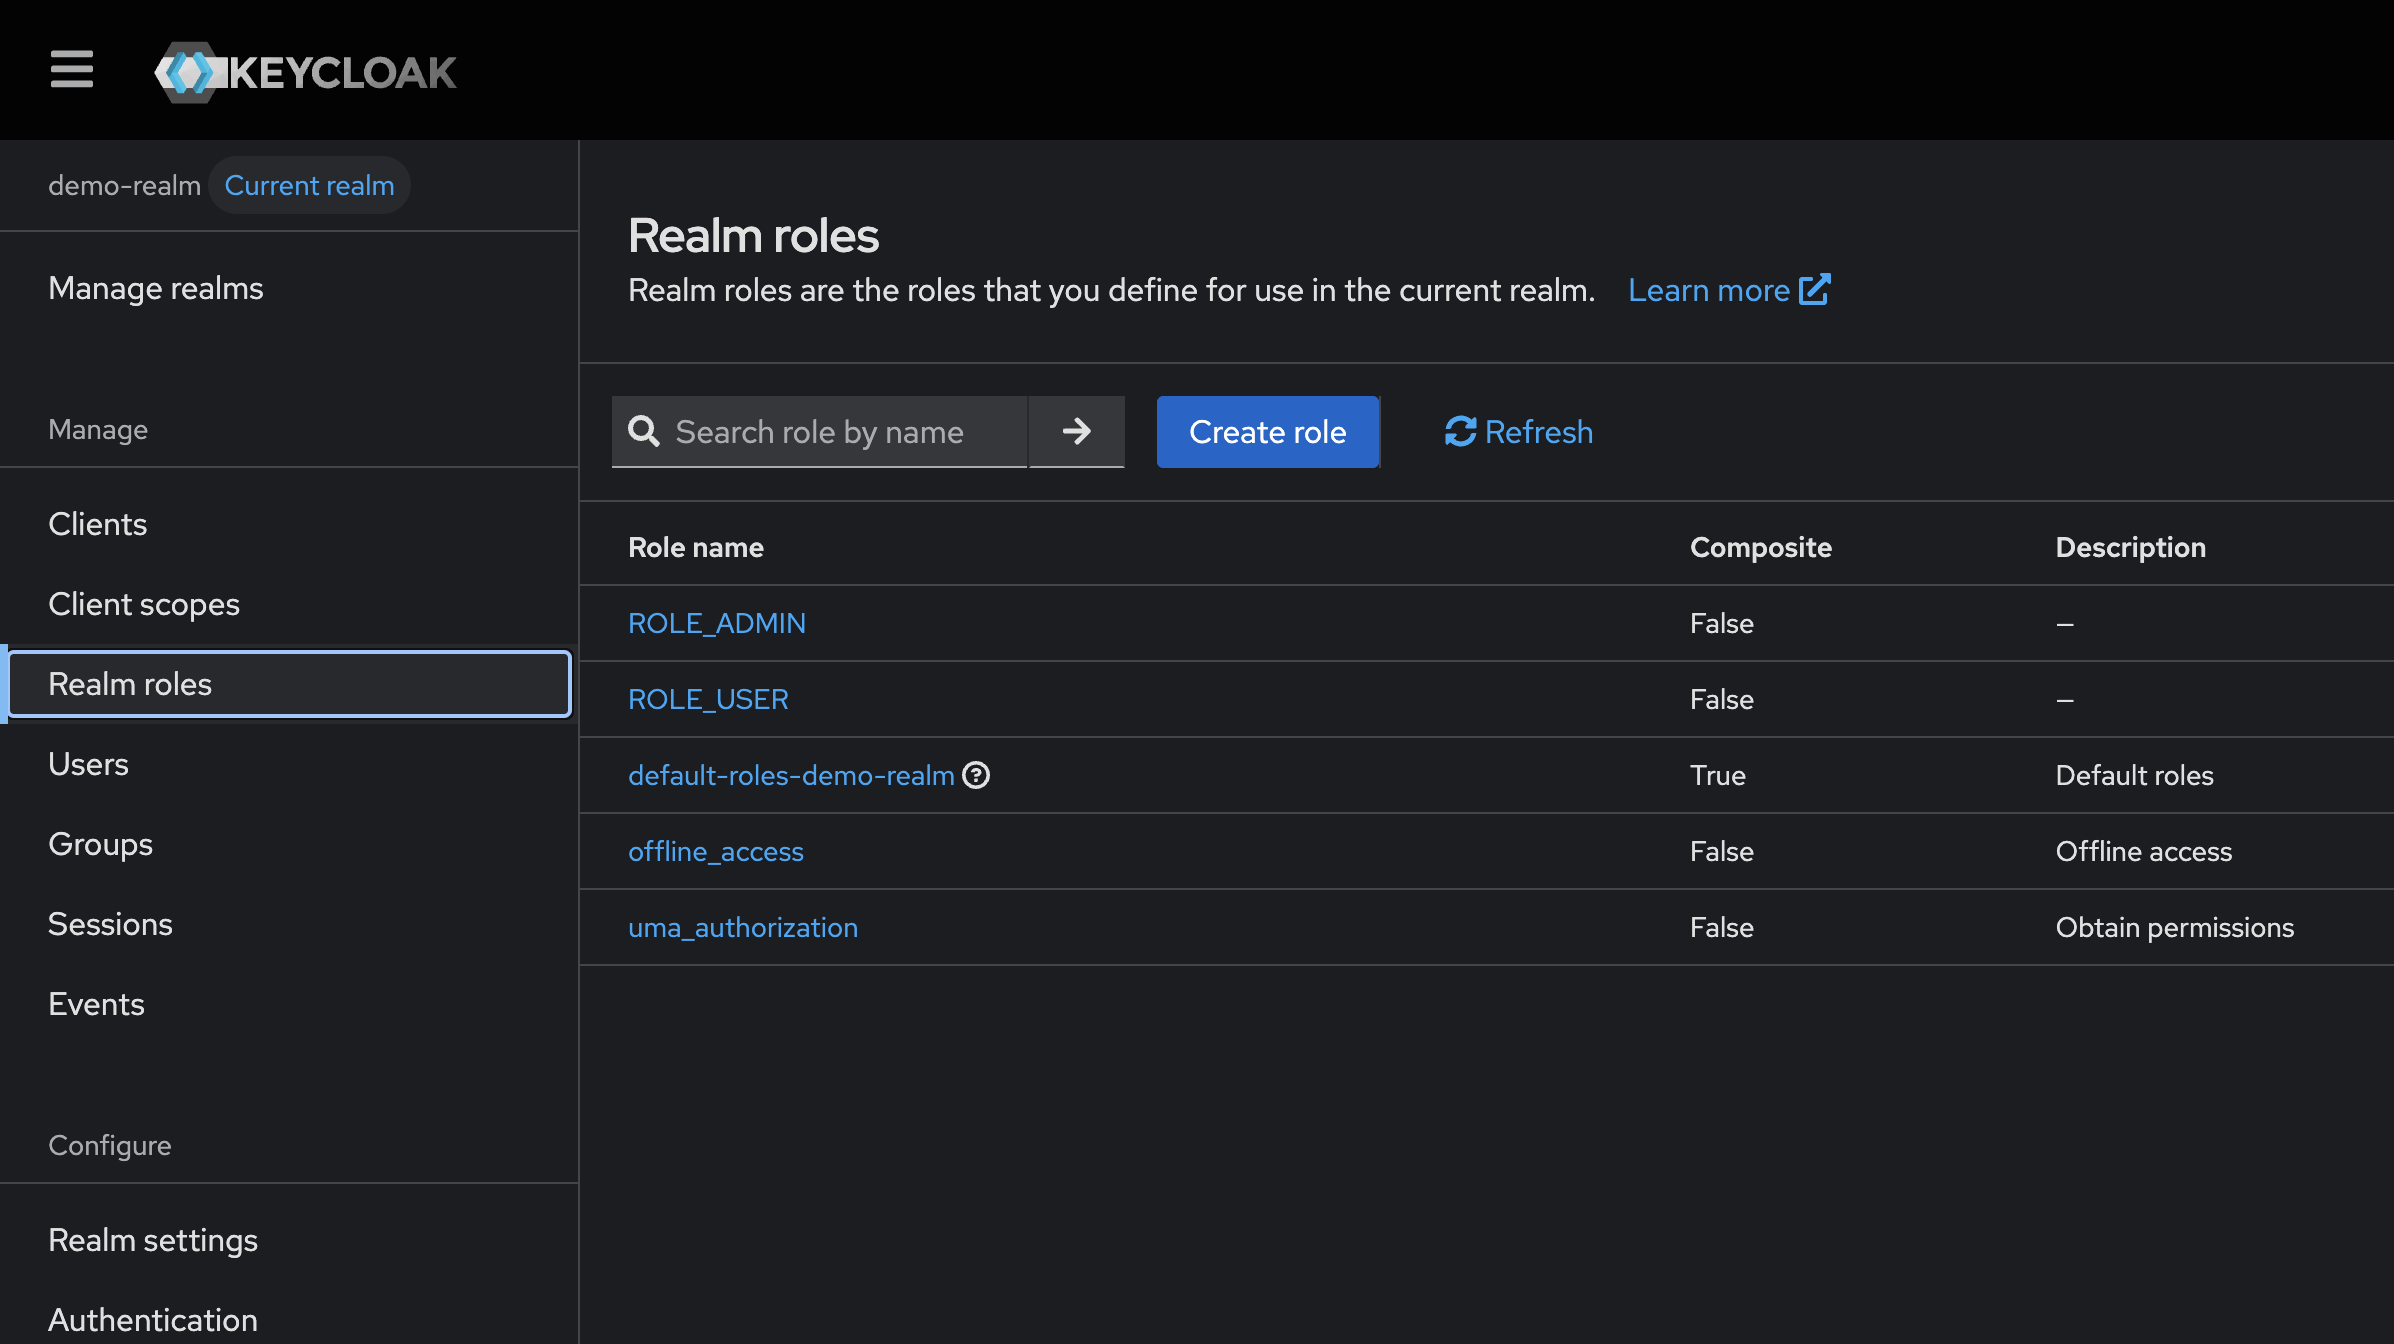 KEYCLOAK
demo-realm Current realm
Manage realms
Manage
Clients
Client scopes
Realm roles
Users
Groups
Sessions
Events
Configure
Realm settings
Authentication
Realm roles
Realm roles are the roles that you define for use in the current realm. Learn more
Search role by name Create role Refresh
Role name Composite Description
ROLE_ADMIN False –
ROLE_USER False –
default-roles-demo-realm True Default roles
offline_access False Offline access
uma_authorization False Obtain permissions